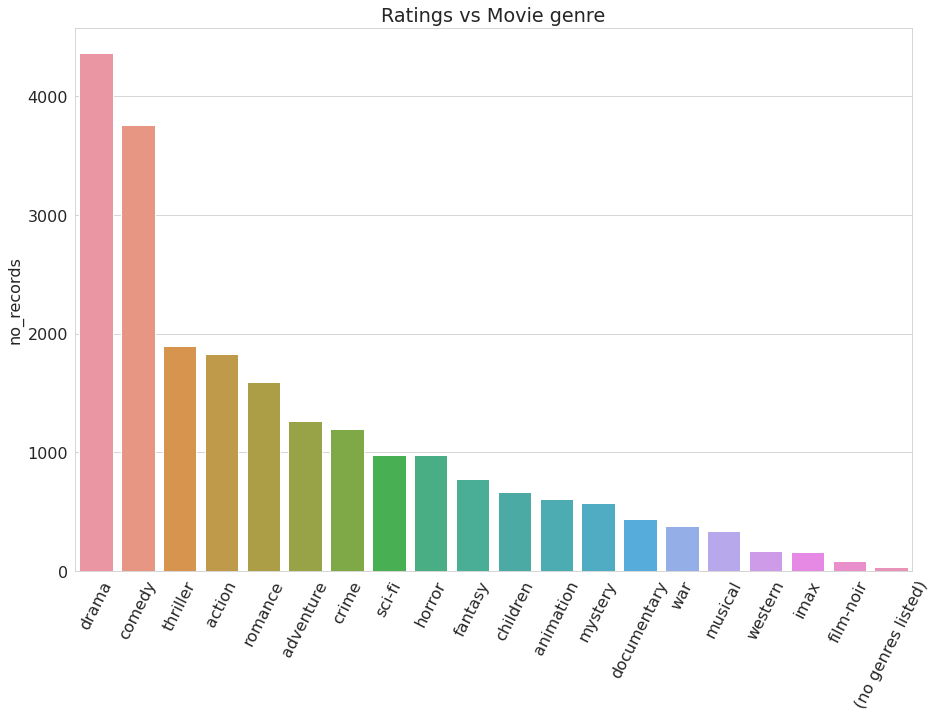 Ratings vs Movie genre
no_records
4000
3000
2000
1000
0
drama
comedy
thriller
action
romance
adventure
crime
sci-fi
horror
fantasy
children
animation
mystery
documentary
war
musical
western
imax
film-noir
(no genres listed)